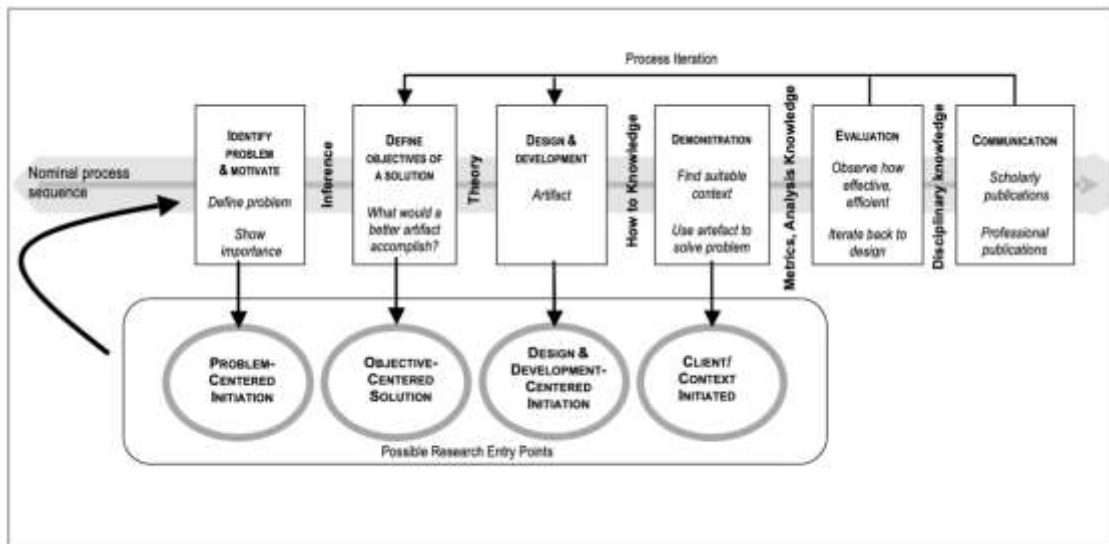 Process Iteration
Nominal process
sequence
IDENTIFY
PROBLEM
& MOTIVATE
Define problem
Show
importance
Inference
DEFINE
OBJECTIVES OF
A SOLUTION
What would a
better artifact
accomplish?
Theory
DESIGN &
DEVELOPMENT
Artifact
How to Knowledge
DEMONSTRATION
Find suitable
context
Use artefact to
solve problem
Metrics, Analysis Knowledge
EVALUATION
Observe how
effective,
efficient
Iterate back to
design
Disciplinary knowledge
COMMUNICATION
Scholarly
publications
Professional
publications
PROBLEM-
CENTERED
INITIATION
OBJECTIVE-
CENTERED
SOLUTION
DESIGN &
DEVELOPMENT-
CENTERED
INITIATION
CLIENT/
CONTEXT
INITIATED
Possible Research Entry Points